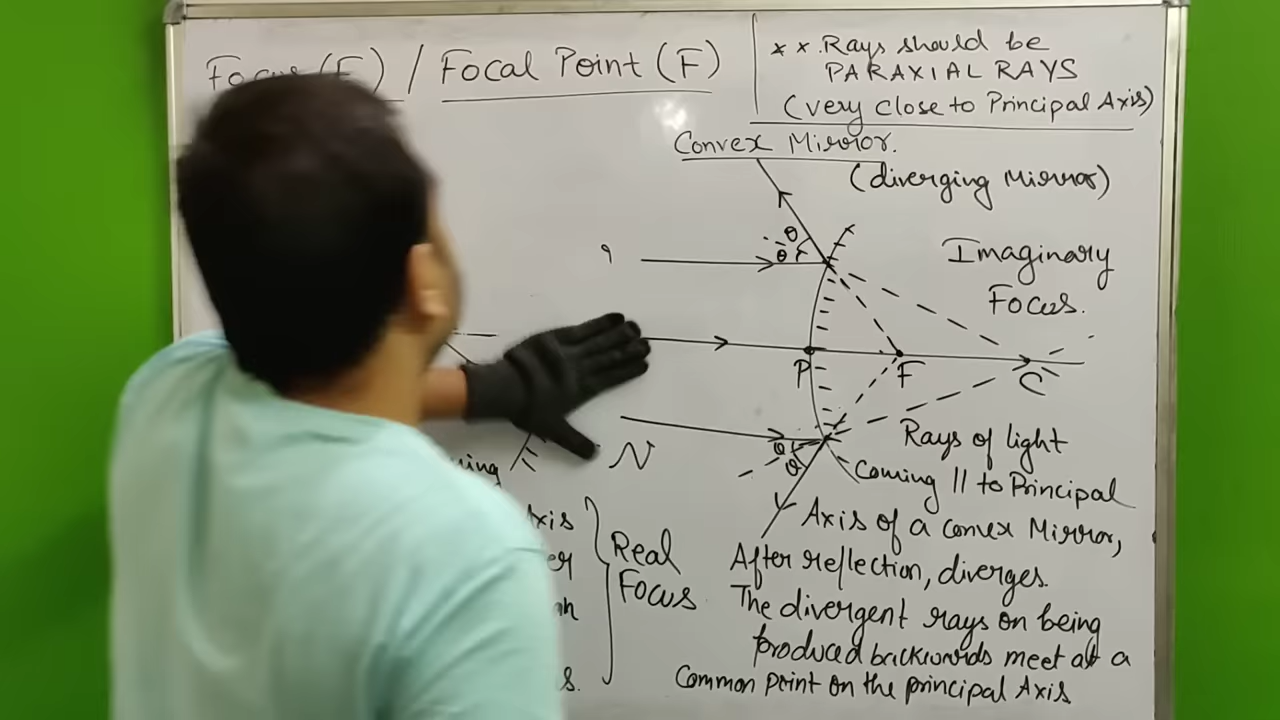 Focus (F) / Focal Point (F)
** Rays should be
PARAXIAL RAYS
(very close to Principal Axis)
Convex Mirror.
(diverging Mirror)
θ
θ
Imaginary
Focus.
P
F
C
N
θ
θ
Rays of light
Coming || to Principal
Axis of a convex Mirror,
After reflection, diverges.
The divergent rays on being
produced backwards meet at a
Common point on the principal Axis
Real
Focus